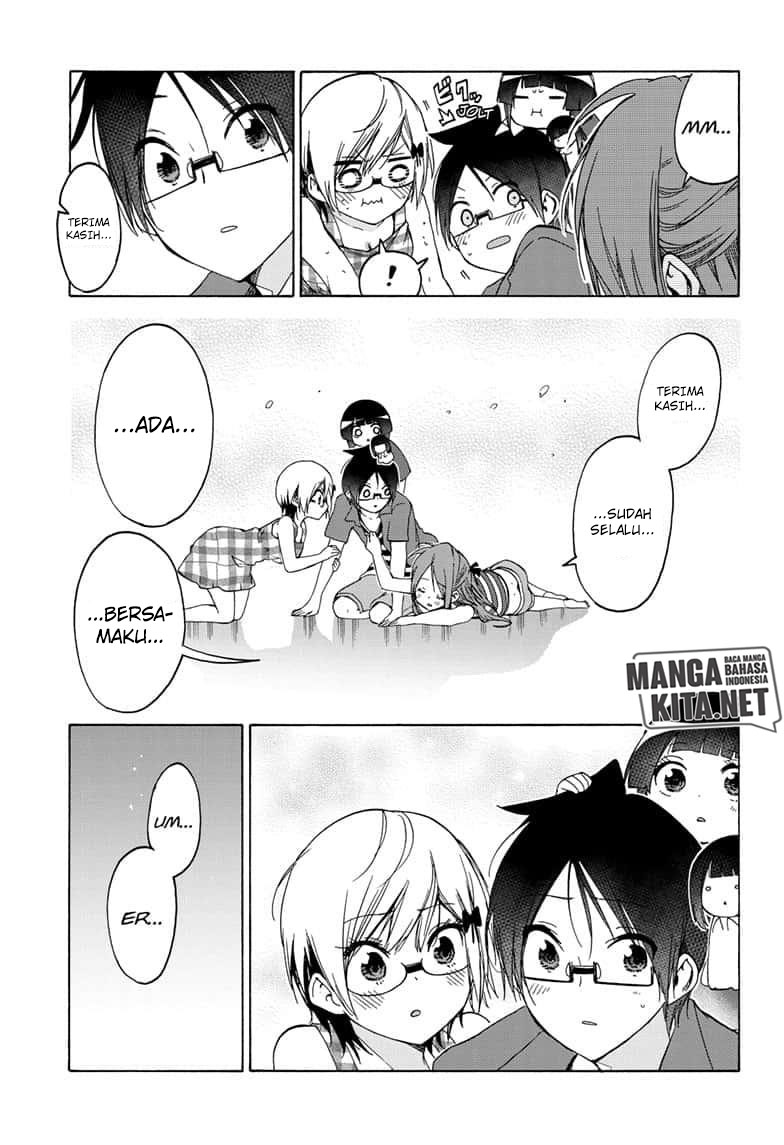 MM...
ビクッ
JOLT
!
TERIMA
KASIH...
TERIMA
KASIH...
...SUDAH
SELALU...
...ADA...
...BERSA-
MAKU...
MANGA
KITA.NET
BACA MANGA
BAHASA
INDONESIA
UM...
ER...